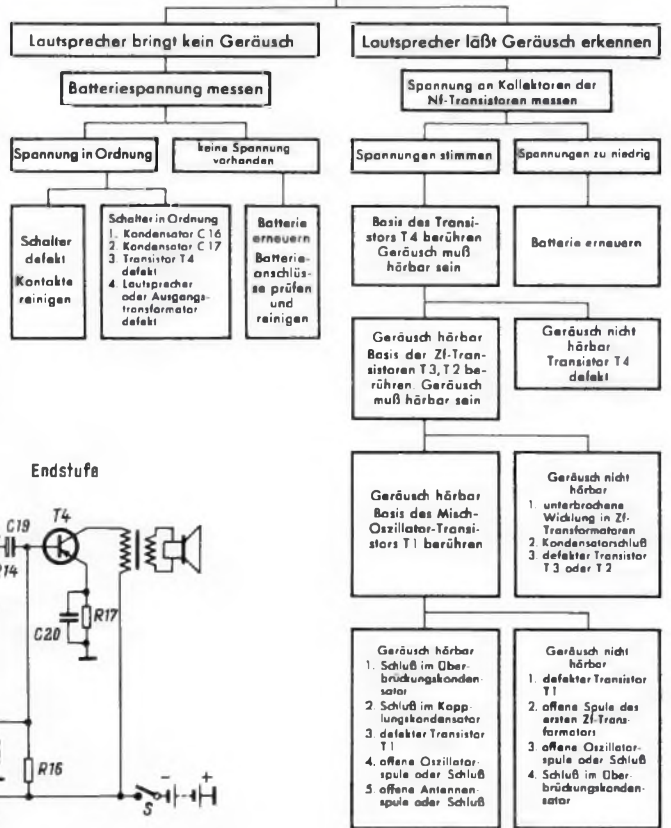 Lautsprecher bringt kein Geräusch
Batteriespannung messen
Spannung in Ordnung
keine Spannung
vorhanden
Schalter
defekt
Kontakte
reinigen
Schalter in Ordnung
1. Kondensator C 16
2. Kondensator C 17
3. Transistor T4
defekt
4. Lautsprecher
oder Ausgangs-
transformator
defekt
Batterie
erneuern
Batterie-
anschlüs-
se prüfen
und
reinigen
Lautsprecher läßt Geräusch erkennen
Spannung an Kollektoren der
Nf-Transistoren messen
Spannungen stimmen
Spannungen zu niedrig
Basis des Transi-
stors T4 berühren
Geräusch muß
hörbar sein
Batterie erneuern
Geräusch hörbar
Basis der Zf-Tran-
sistoren T3, T2 be-
rühren. Geräusch
muß hörbar sein
Geräusch nicht
hörbar
Transistor T4
defekt
Geräusch hörbar
Basis des Misch-
Oszillator-Transi-
stors T1 berühren
Geräusch nicht
hörbar
1. unterbrochene
Wicklung in Zf-
Transformatoren
2. Kondensatorschluß
3. defekter Transistor
T3 oder T2
Geräusch hörbar
1. Schluß im Über-
brückungskonden-
sator
2. Schluß im Kopp-
lungskondensator
3. defekter Transistor
T1
4. offene Oszillator-
spule oder Schluß
5. offene Antennen-
spule oder Schluß
Geräusch nicht
hörbar
1. defekter Transistor
T1
2. offene Spule des
ersten Zf-Trans-
formators
3. offene Oszillator-
spule oder Schluß
4. Schluß im Über-
brückungskonden-
sator
Endstufe
C19
T4
R14
C20
R17
R16
S
- +